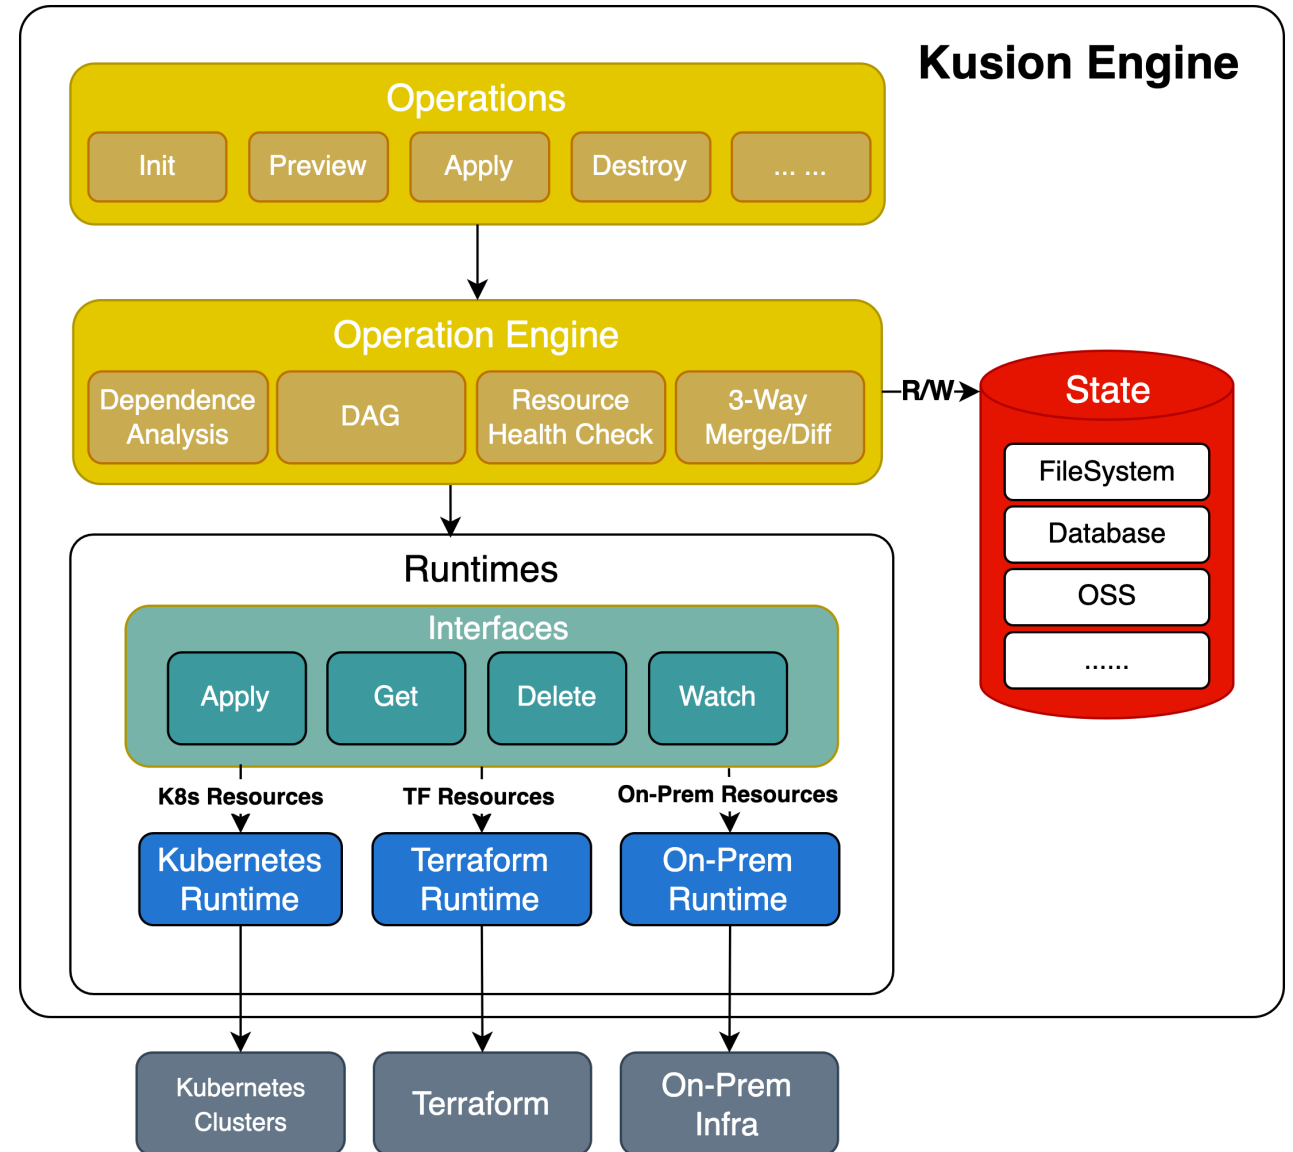 Kusion Engine
Operations
Init
Preview
Apply
Destroy
... ...
Operation Engine
Dependence
Analysis
DAG
Resource
Health Check
3-Way
Merge/Diff
R/W
State
FileSystem
Database
OSS
......
Runtimes
Interfaces
Apply
Get
Delete
Watch
K8s Resources
TF Resources
On-Prem Resources
Kubernetes
Runtime
Terraform
Runtime
On-Prem
Runtime
Kubernetes
Clusters
Terraform
On-Prem
Infra